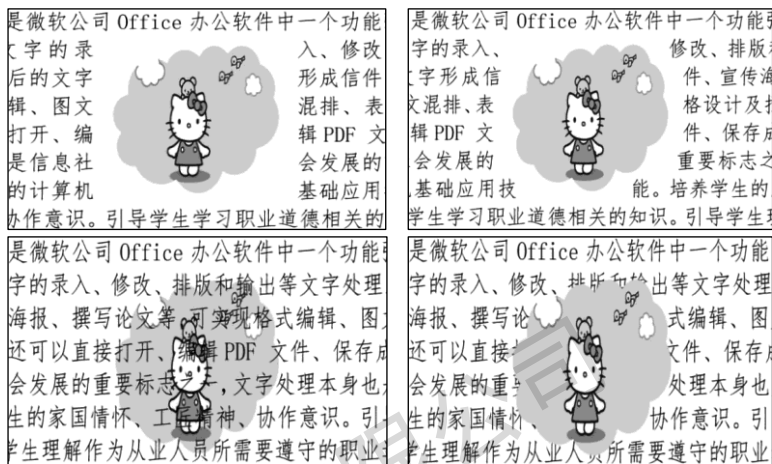 是微软公司 Office 办公软件中一个功能
字的录 入、修改
后的文字 形成信件
辑、图文 混排、表
打开、编 辑 PDF 文
是信息社 会发展的
的计算机 基础应用
作意识。引导学生学习职业道德相关的
是微软公司 Office 办公软件中一个功能
字的录入、 修改、排版
字形成信 件、宣传海
文混排、表 格设计及
辑 PDF 文 件、保存成
会发展的 重要标志之
基础应用技 能。培养学生的
学生学习职业道德相关的知识。引导学生
是微软公司 Office 办公软件中一个功能
字的录入、修改、排版和输出等文字处理
海报、撰写论文等。可实现格式编辑、图
还可以直接打开、编辑 PDF 文件、保存成
会发展的重要标志之一,文字处理本身也
生的家国情怀、工匠精神、协作意识。引
学生理解作为从业人员所需要遵守的职业
是微软公司 Office 办公软件中一个功能
字的录入、修改、排版和输出等文字处理
海报、撰写论 式编辑、图
还可以直接 文件、保存
会发展的重要 处理本身也
生的家国情怀、 协作意识。引
学生理解作为从业人员所需要遵守的职业
限公司